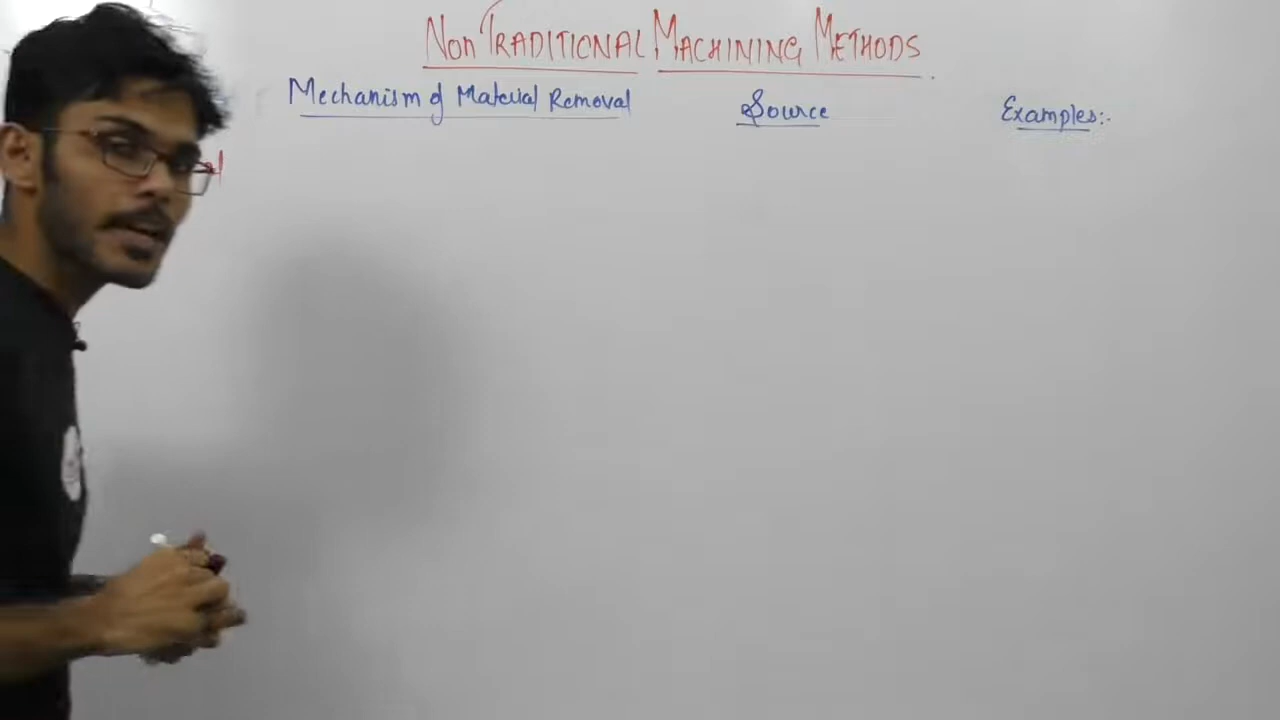 Non Traditional Machining Methods
Mechanism of Material Removal Source Examples:-